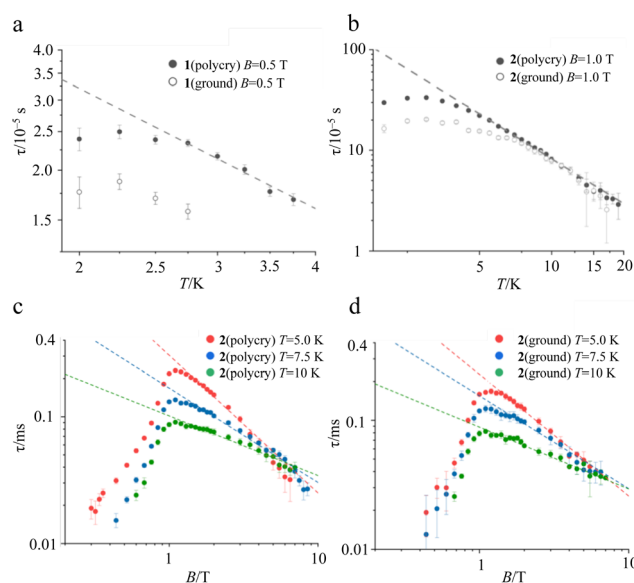 a
4.0
3.5
3.0
2.5
2.0
1.5
τ/10⁻⁵ s
1(polycry) B=0.5 T
1(ground) B=0.5 T
2 2.5 3 3.5 4
T/K
b
100
10
1
τ/10⁻⁵ s
2(polycry) B=1.0 T
2(ground) B=1.0 T
5 10 15 20
T/K
c
0.4
0.1
0.01
τ/ms
2(polycry) T=5.0 K
2(polycry) T=7.5 K
2(polycry) T=10 K
1 10
B/T
d
0.4
0.1
0.01
τ/ms
2(ground) T=5.0 K
2(ground) T=7.5 K
2(ground) T=10 K
1 10
B/T